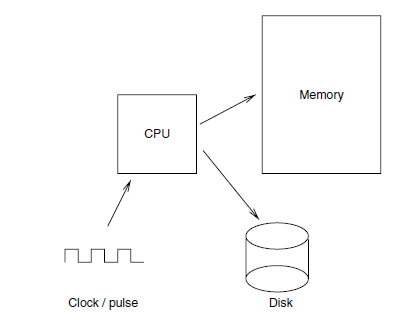 Memory
CPU
Clock / pulse
Disk